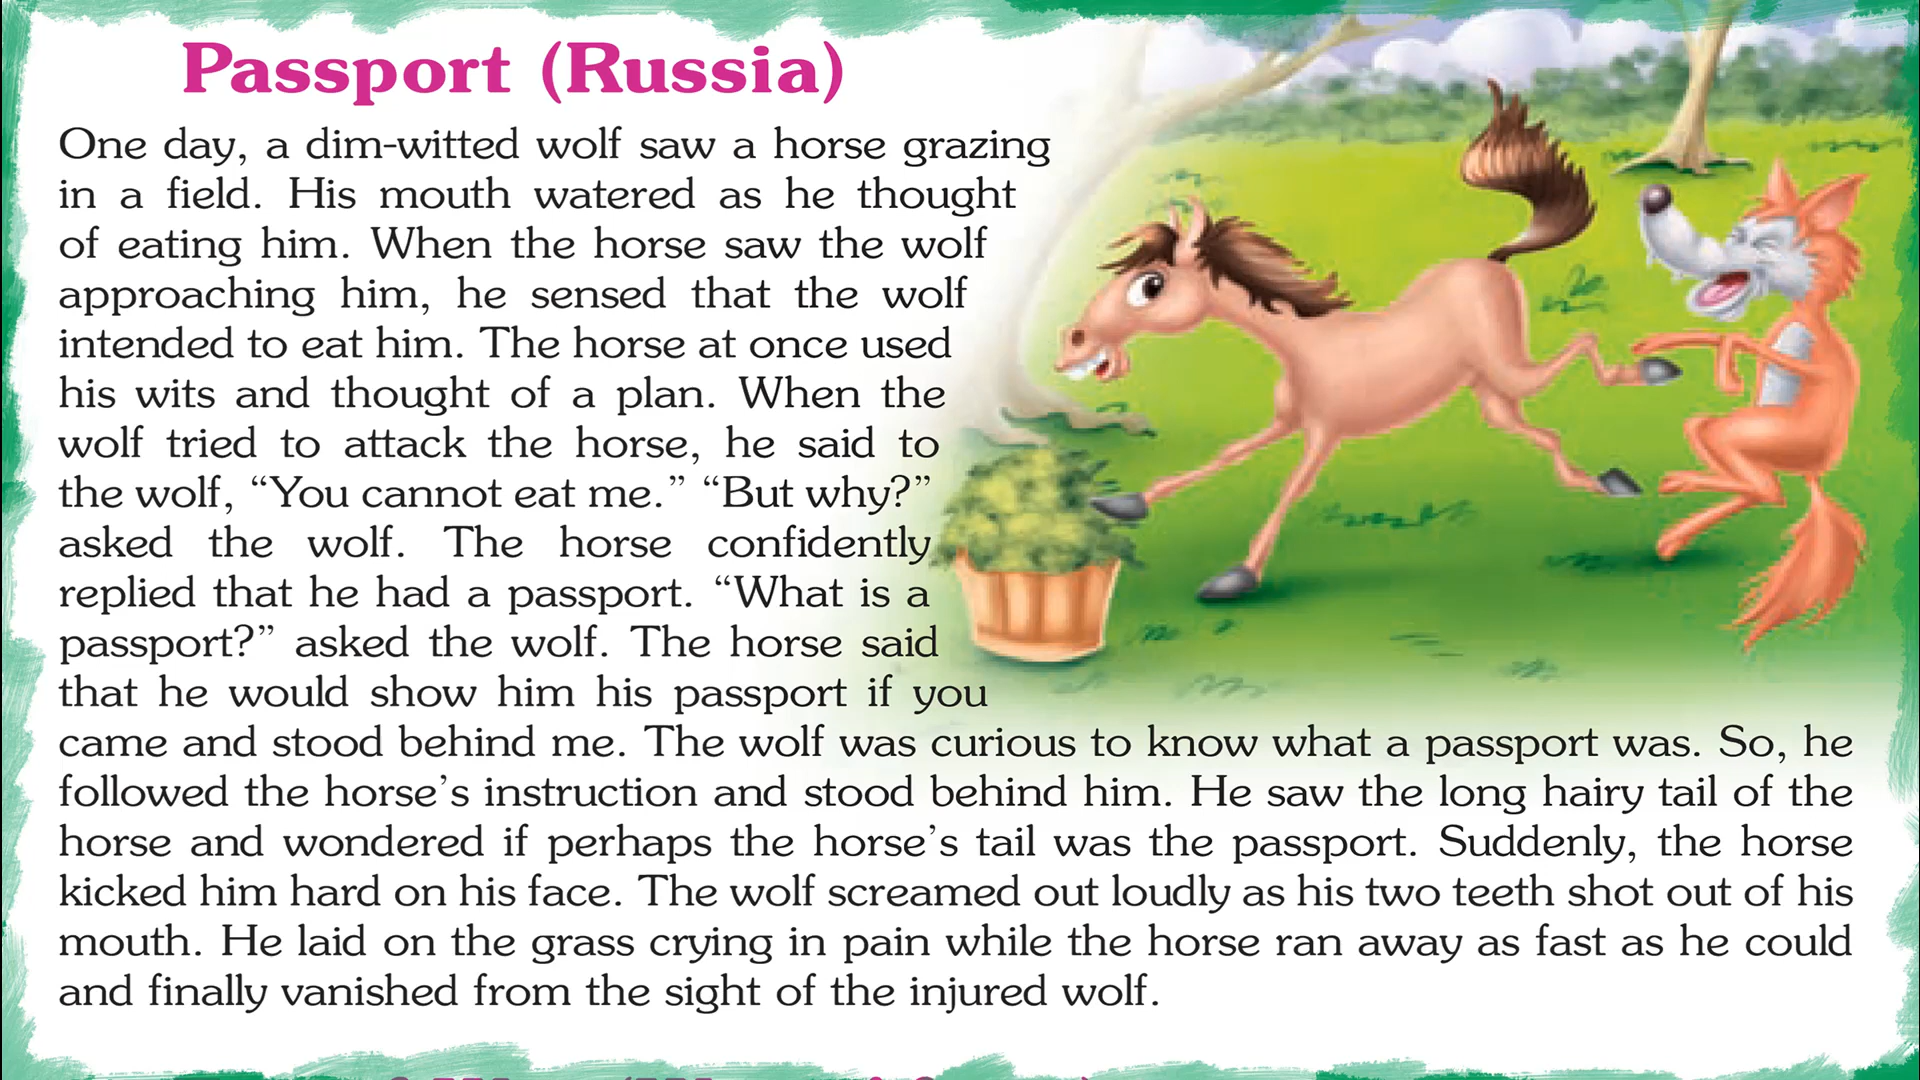 Passport (Russia)
One day, a dim-witted wolf saw a horse grazing
in a field. His mouth watered as he thought
of eating him. When the horse saw the wolf
approaching him, he sensed that the wolf
intended to eat him. The horse at once used
his wits and thought of a plan. When the
wolf tried to attack the horse, he said to
the wolf, “You cannot eat me.” “But why?”
asked the wolf. The horse confidently
replied that he had a passport. “What is a
passport?” asked the wolf. The horse said
that he would show him his passport if you
came and stood behind me. The wolf was curious to know what a passport was. So, he
followed the horse’s instruction and stood behind him. He saw the long hairy tail of the
horse and wondered if perhaps the horse’s tail was the passport. Suddenly, the horse
kicked him hard on his face. The wolf screamed out loudly as his two teeth shot out of his
mouth. He laid on the grass crying in pain while the horse ran away as fast as he could
and finally vanished from the sight of the injured wolf.